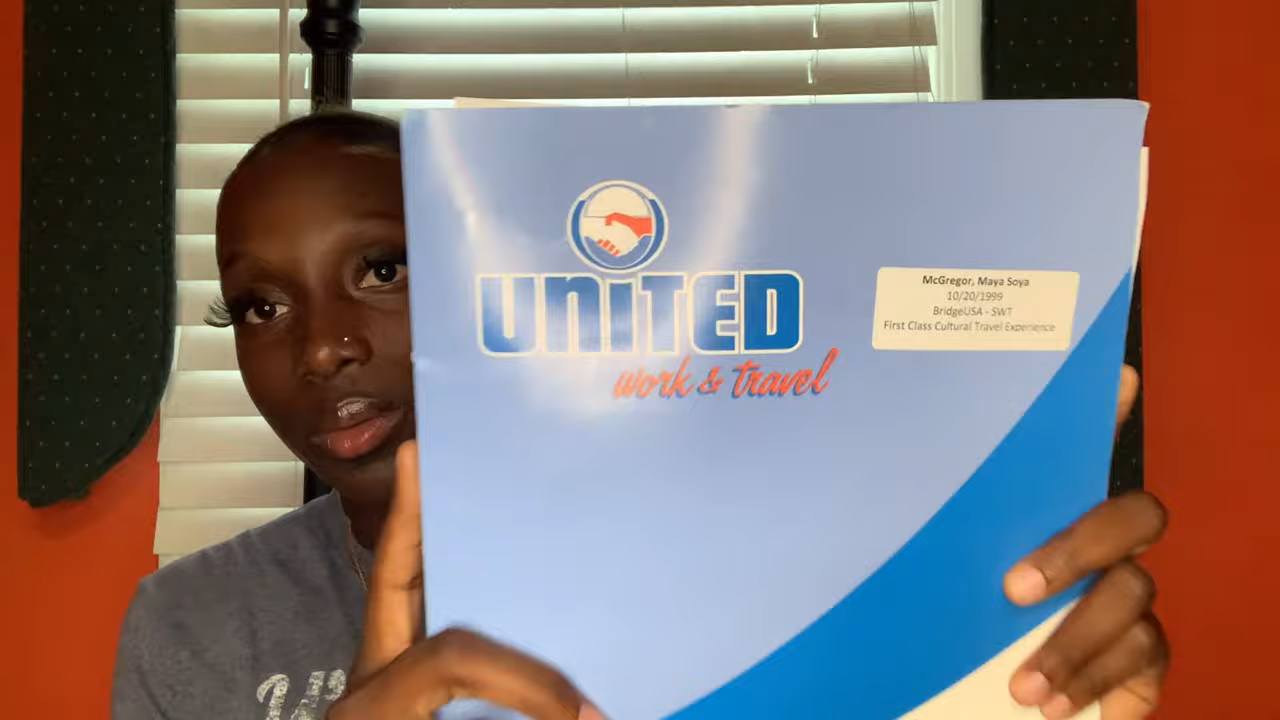 UNITED
work & travel
McGregor, Maya Soya
10/20/1999
BridgeUSA - SWT
First Class Cultural Travel Experience